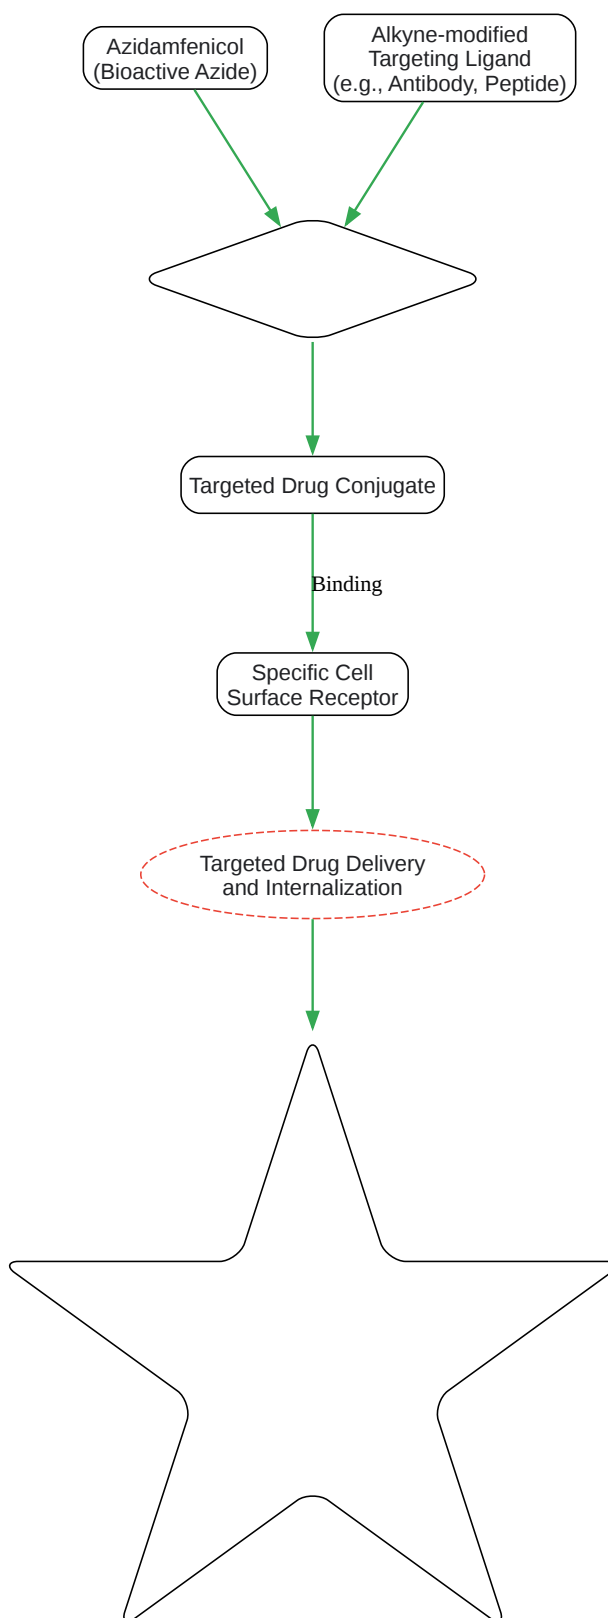 Azidamfenicol
(Bioactive Azide)
Alkyne-modified
Targeting Ligand
(e.g., Antibody, Peptide)
Targeted Drug Conjugate
Binding
Specific Cell
Surface Receptor
Targeted Drug Delivery
and Internalization